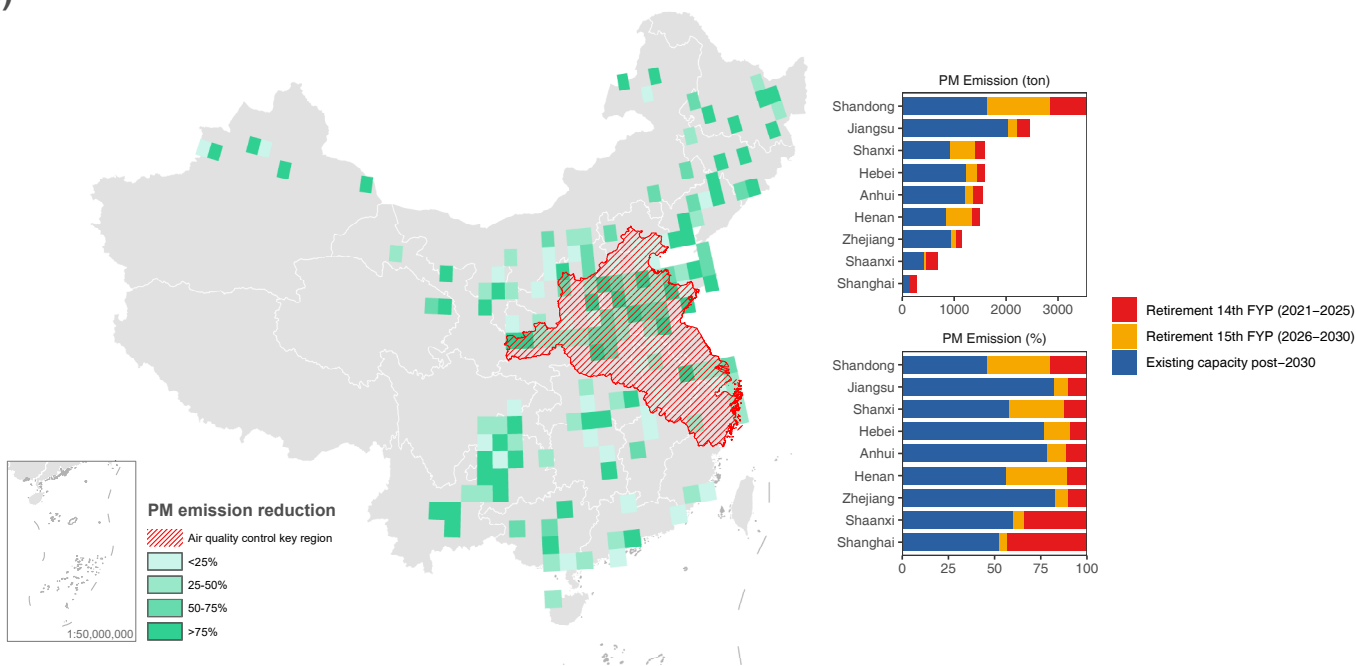 )
PM Emission (ton)
Shandong
Jiangsu
Shanxi
Hebei
Anhui
Henan
Zhejiang
Shaanxi
Shanghai
0 1000 2000 3000
PM Emission (%)
Shandong
Jiangsu
Shanxi
Hebei
Anhui
Henan
Zhejiang
Shaanxi
Shanghai
0 25 50 75 100
Retirement 14th FYP (2021−2025)
Retirement 15th FYP (2026−2030)
Existing capacity post−2030
PM emission reduction
Air quality control key region
<25%
25-50%
50-75%
>75%
1:50,000,000